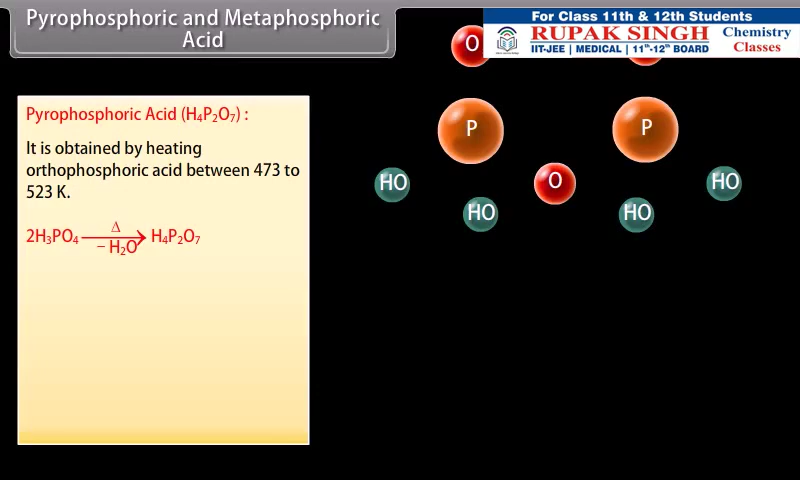 Pyrophosphoric and Metaphosphoric
Acid
For Class 11th & 12th Students
RUPAK SINGH
IIT-JEE | MEDICAL | 11th-12th BOARD
Chemistry
Classes
Pyrophosphoric Acid (H₄P₂O₇) :
It is obtained by heating
orthophosphoric acid between 473 to
523 K.
2H₃PO₄ Δ → − H₂O H₄P₂O₇
O
P P
HO O HO
HO HO